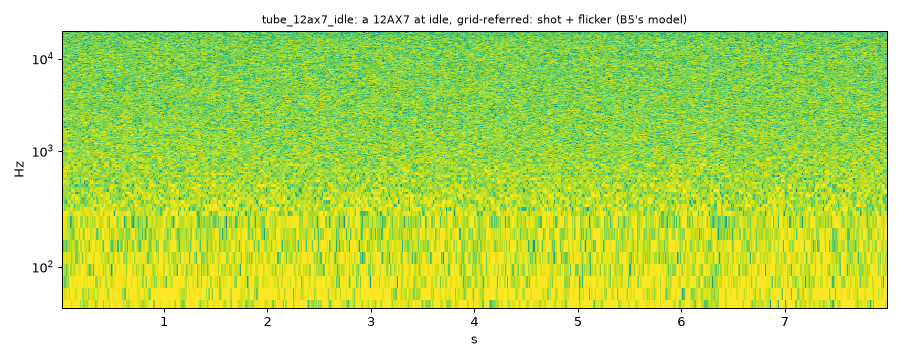 tube_12ax7_idle: a 12AX7 at idle, grid-referred: shot + flicker (B5's model)
10⁴
10³
10²
Hz
1 2 3 4 5 6 7
s